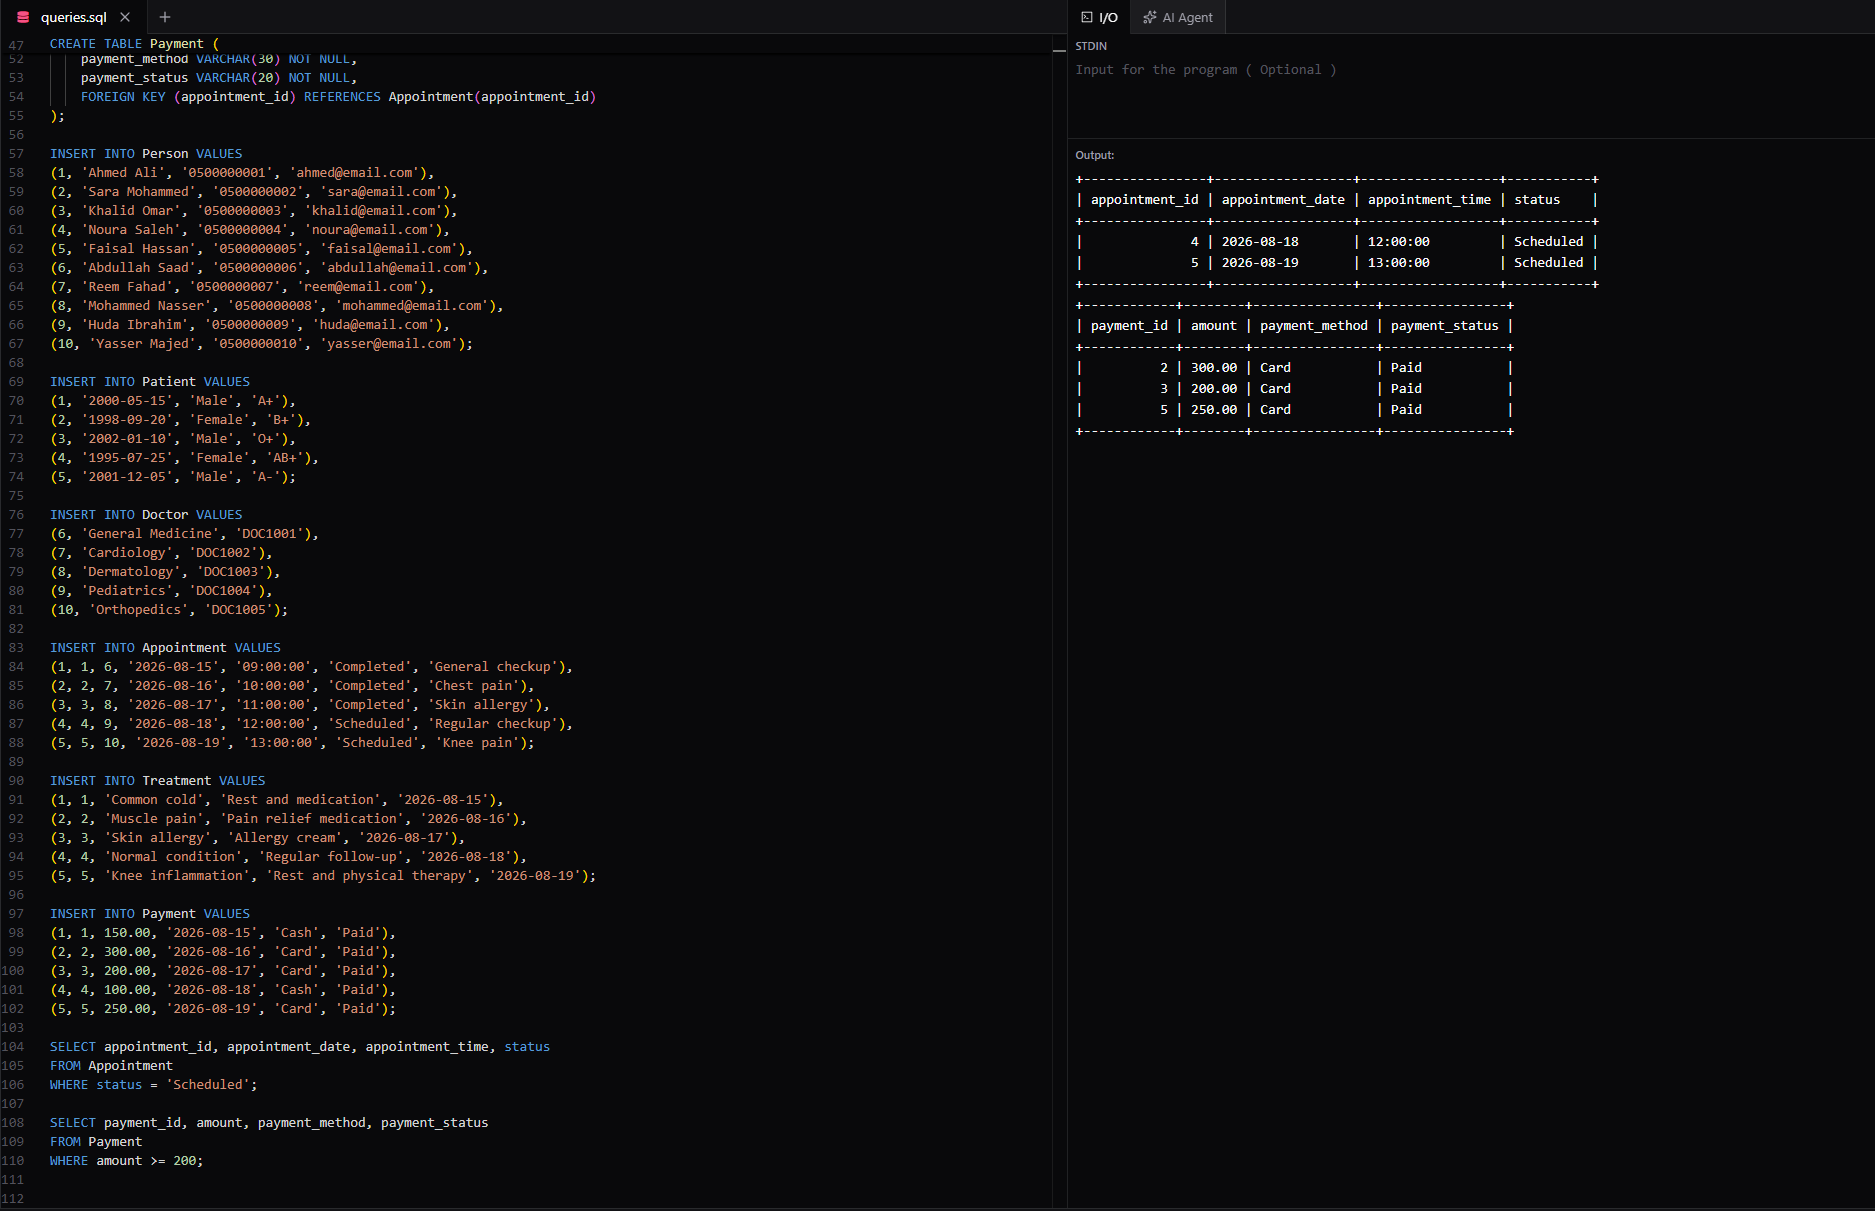 queries.sql
47 CREATE TABLE Payment (
52     payment_method VARCHAR(30) NOT NULL,
53     payment_status VARCHAR(20) NOT NULL,
54     FOREIGN KEY (appointment_id) REFERENCES Appointment(appointment_id)
55 );
56
57 INSERT INTO Person VALUES
58 (1, 'Ahmed Ali', '0500000001', 'ahmed@email.com'),
59 (2, 'Sara Mohammed', '0500000002', 'sara@email.com'),
60 (3, 'Khalid Omar', '0500000003', 'khalid@email.com'),
61 (4, 'Noura Saleh', '0500000004', 'noura@email.com'),
62 (5, 'Faisal Hassan', '0500000005', 'faisal@email.com'),
63 (6, 'Abdullah Saad', '0500000006', 'abdullah@email.com'),
64 (7, 'Reem Fahad', '0500000007', 'reem@email.com'),
65 (8, 'Mohammed Nasser', '0500000008', 'mohammed@email.com'),
66 (9, 'Huda Ibrahim', '0500000009', 'huda@email.com'),
67 (10, 'Yasser Majed', '0500000010', 'yasser@email.com');
68
69 INSERT INTO Patient VALUES
70 (1, '2000-05-15', 'Male', 'A+'),
71 (2, '1998-09-20', 'Female', 'B+'),
72 (3, '2002-01-10', 'Male', 'O+'),
73 (4, '1995-07-25', 'Female', 'AB+'),
74 (5, '2001-12-05', 'Male', 'A-');
75
76 INSERT INTO Doctor VALUES
77 (6, 'General Medicine', 'DOC1001'),
78 (7, 'Cardiology', 'DOC1002'),
79 (8, 'Dermatology', 'DOC1003'),
80 (9, 'Pediatrics', 'DOC1004'),
81 (10, 'Orthopedics', 'DOC1005');
82
83 INSERT INTO Appointment VALUES
84 (1, 1, 6, '2026-08-15', '09:00:00', 'Completed', 'General checkup'),
85 (2, 2, 7, '2026-08-16', '10:00:00', 'Completed', 'Chest pain'),
86 (3, 3, 8, '2026-08-17', '11:00:00', 'Completed', 'Skin allergy'),
87 (4, 4, 9, '2026-08-18', '12:00:00', 'Scheduled', 'Regular checkup'),
88 (5, 5, 10, '2026-08-19', '13:00:00', 'Scheduled', 'Knee pain');
89
90 INSERT INTO Treatment VALUES
91 (1, 1, 'Common cold', 'Rest and medication', '2026-08-15'),
92 (2, 2, 'Muscle pain', 'Pain relief medication', '2026-08-16'),
93 (3, 3, 'Skin allergy', 'Allergy cream', '2026-08-17'),
94 (4, 4, 'Normal condition', 'Regular follow-up', '2026-08-18'),
95 (5, 5, 'Knee inflammation', 'Rest and physical therapy', '2026-08-19');
96
97 INSERT INTO Payment VALUES
98 (1, 1, 150.00, '2026-08-15', 'Cash', 'Paid'),
99 (2, 2, 300.00, '2026-08-16', 'Card', 'Paid'),
100 (3, 3, 200.00, '2026-08-17', 'Card', 'Paid'),
101 (4, 4, 100.00, '2026-08-18', 'Cash', 'Paid'),
102 (5, 5, 250.00, '2026-08-19', 'Card', 'Paid');
103
104 SELECT appointment_id, appointment_date, appointment_time, status
105 FROM Appointment
106 WHERE status = 'Scheduled';
107
108 SELECT payment_id, amount, payment_method, payment_status
109 FROM Payment
110 WHERE amount >= 200;
111
112
I/O
AI Agent
STDIN
Input for the program ( Optional )
Output:
+----------------+------------------+------------------+-----------+
| appointment_id | appointment_date | appointment_time | status    |
+----------------+------------------+------------------+-----------+
|              4 | 2026-08-18       | 12:00:00         | Scheduled |
|              5 | 2026-08-19       | 13:00:00         | Scheduled |
+----------------+------------------+------------------+-----------+
+------------+--------+----------------+----------------+
| payment_id | amount | payment_method | payment_status |
+------------+--------+----------------+----------------+
|          2 | 300.00 | Card           | Paid           |
|          3 | 200.00 | Card           | Paid           |
|          5 | 250.00 | Card           | Paid           |
+------------+--------+----------------+----------------+